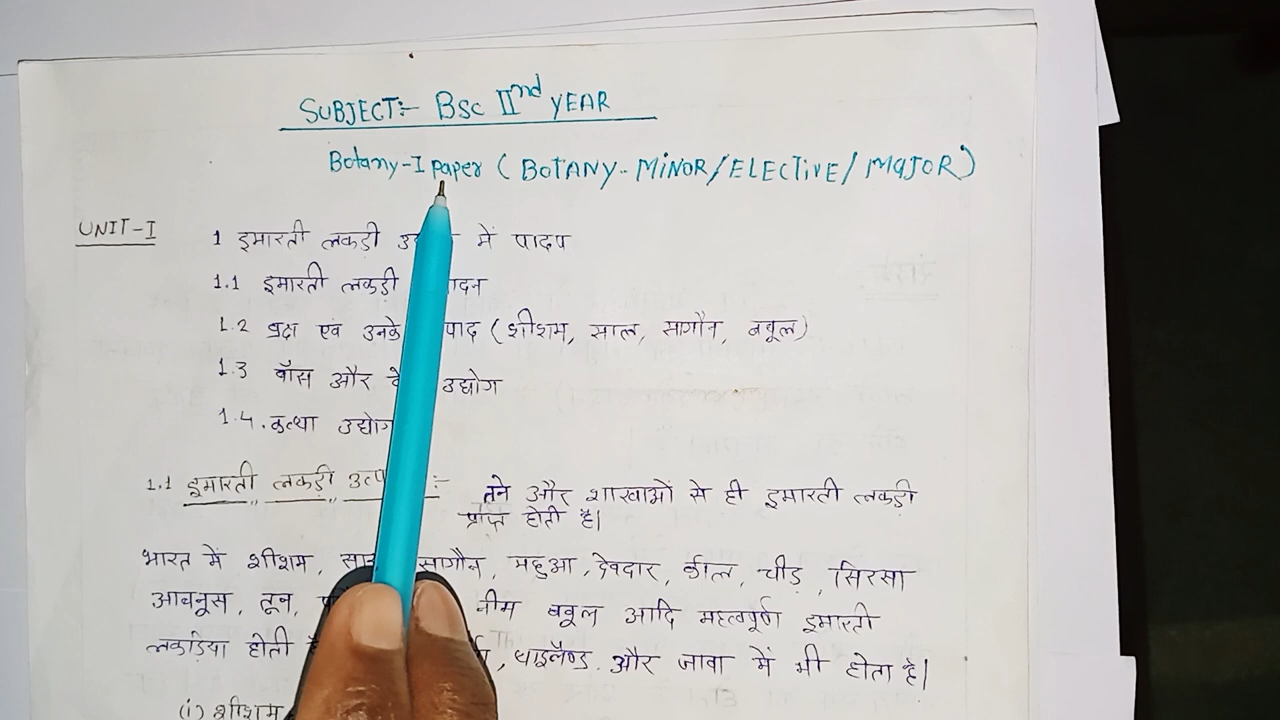 SUBJECT:- BSC IInd YEAR
Botany-I paper (BOTANY-MINOR/ELECTIVE/MAJOR)
UNIT-I
1 इमारती लकड़ी में पादप
1.1 इमारती लकड़ी
1.2 एवं उनके (शीशम, साल, सागौन, बबूल)
1.3 बाँस और उद्योग
1.4. कत्था उद्योग
1.1 इमारती लकड़ी :- तने और शाखाओं से ही इमारती लकड़ी
प्राप्त होती है।
भारत में शीशम, सागौन, महुआ, देवदार, कैल, चीड़, सिरसा
आबनूस, तून, नीम बबूल आदि महत्वपूर्ण इमारती
लकड़िया होती , थाइलैण्ड. और जावा में भी होता है।
(i) शीशम